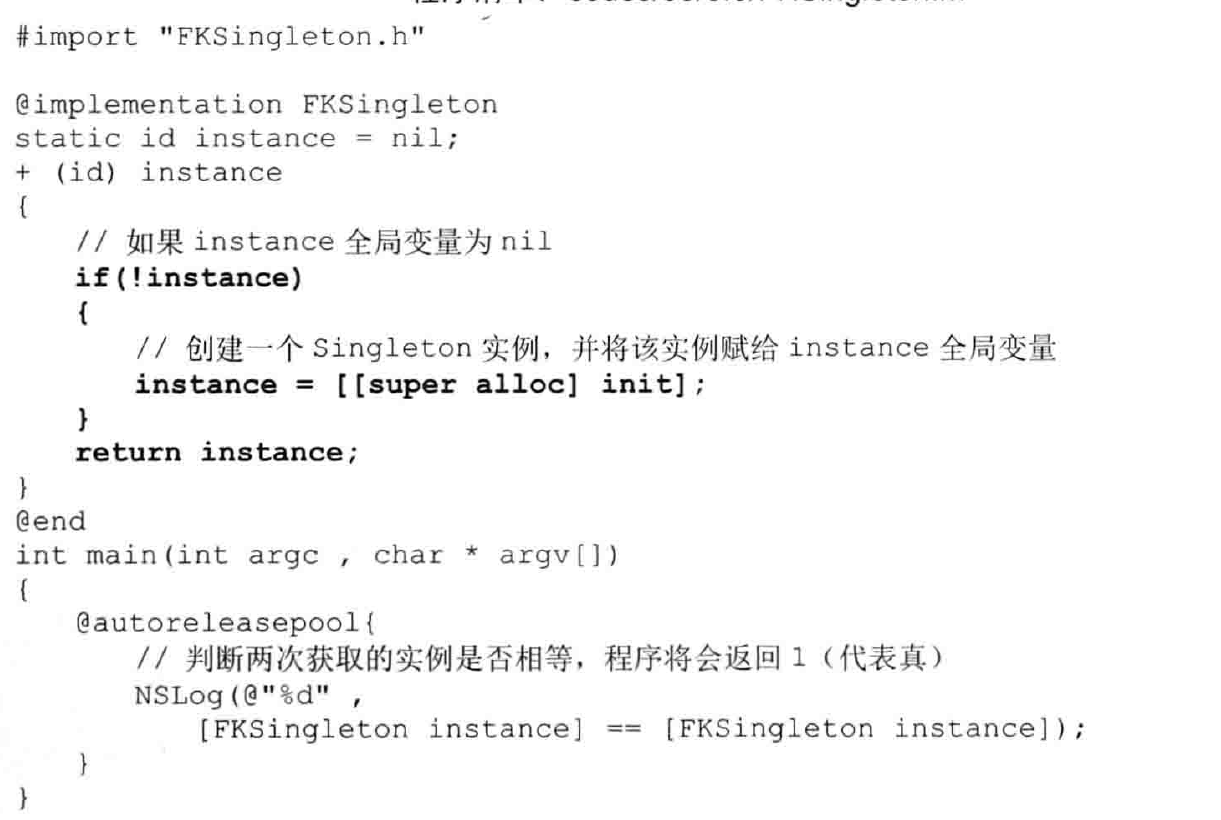 #import "FKSingleton.h"
@implementation FKSingleton
static id instance = nil;
+ (id) instance
{
// 如果 instance 全局变量为 nil
if(!instance)
{
// 创建一个 Singleton 实例，并将该实例赋给 instance 全局变量
instance = [[super alloc] init];
}
return instance;
}
@end
int main(int argc , char * argv[])
{
@autoreleasepool{
// 判断两次获取的实例是否相等，程序将会返回 1（代表真）
NSLog(@"%d" ,
[FKSingleton instance] == [FKSingleton instance]);
}
}